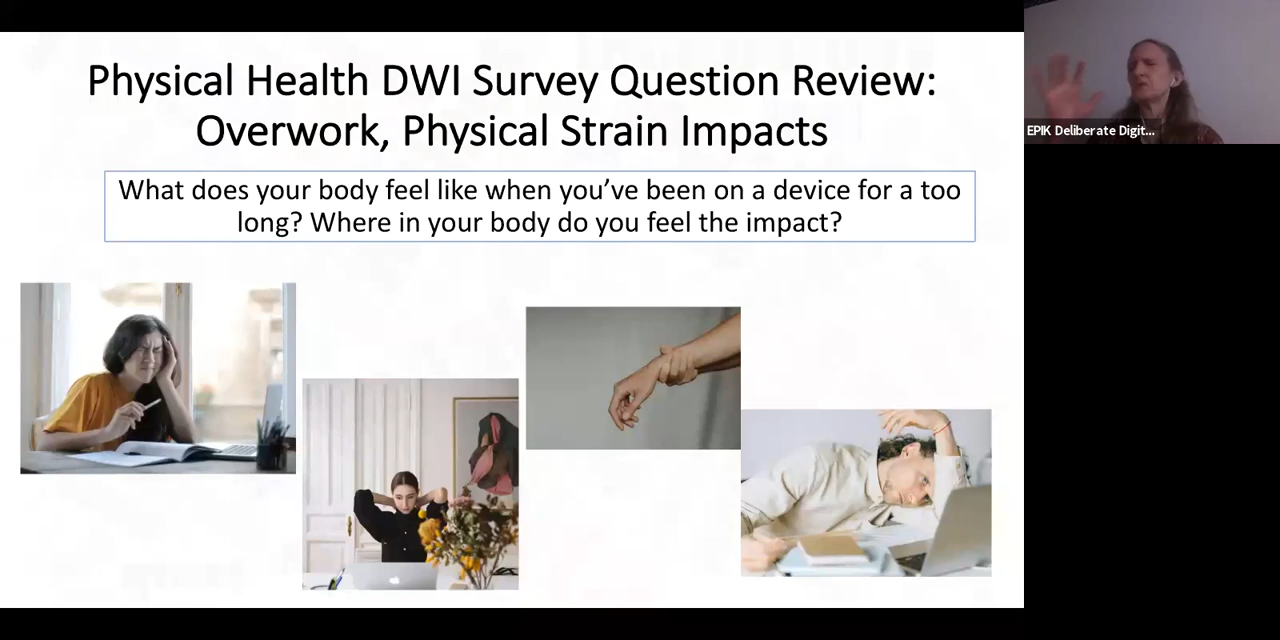 Physical Health DWI Survey Question Review:
Overwork, Physical Strain Impacts
What does your body feel like when you’ve been on a device for a too
long? Where in your body do you feel the impact?
EPIK Deliberate Digit...